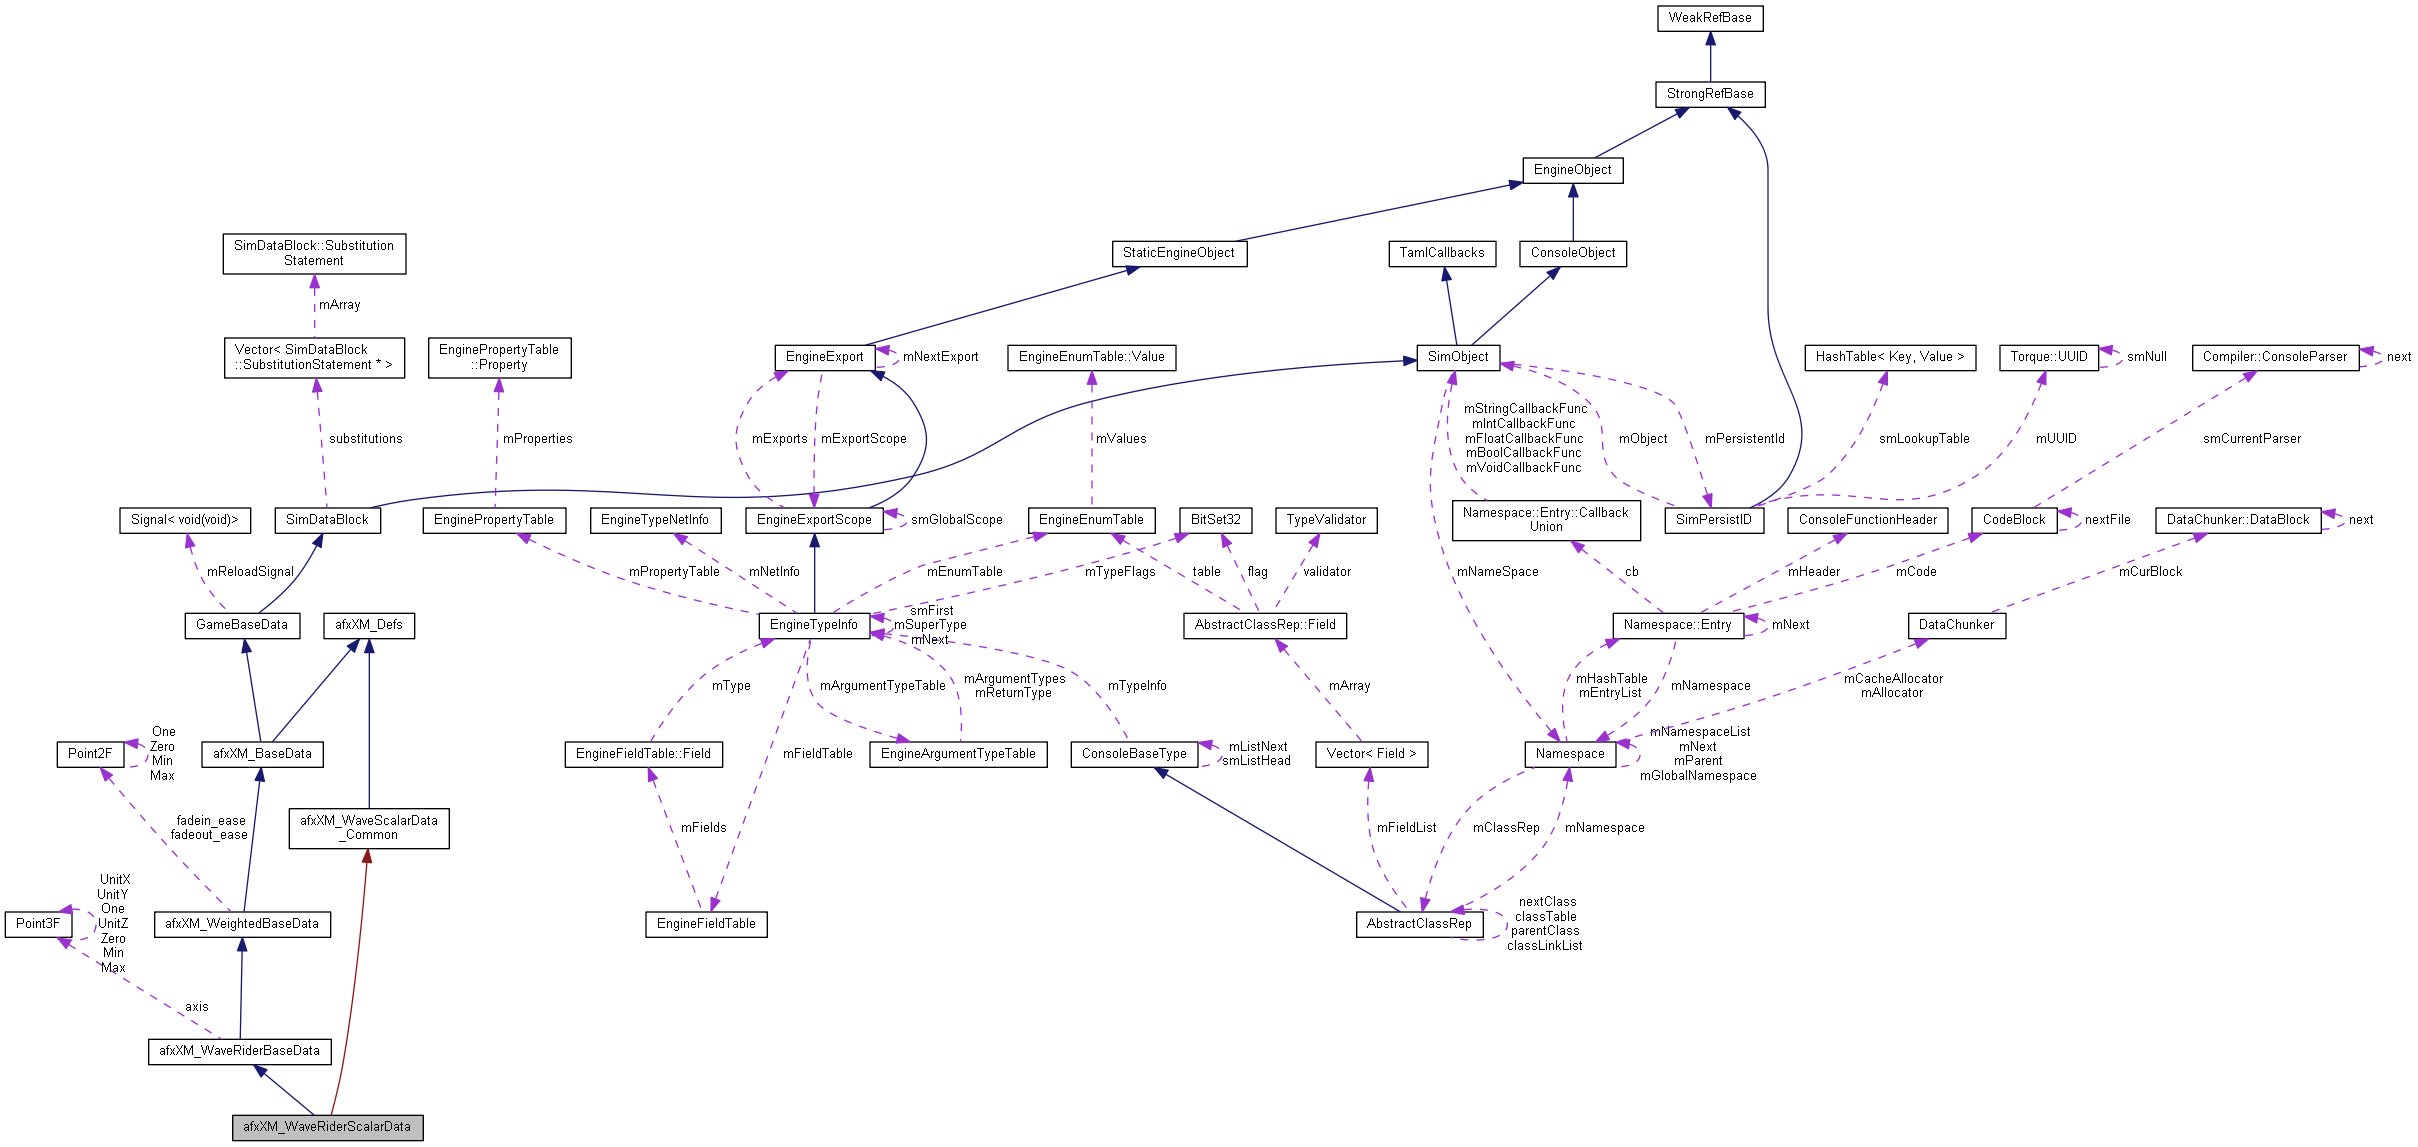 WeakRefBase
StrongRefBase
EngineObject
SimDataBlock::Substitution
Statement
StaticEngineObject
TamlCallbacks
ConsoleObject
mArray
Vector< SimDataBlock
::SubstitutionStatement * >
EnginePropertyTable
::Property
EngineExport
mNextExport
EngineEnumTable::Value
SimObject
HashTable< Key, Value >
Torque::UUID
smNull
Compiler::ConsoleParser
next
substitutions
mProperties
mExports
mExportScope
mValues
mStringCallbackFunc
mIntCallbackFunc
mFloatCallbackFunc
mBoolCallbackFunc
mVoidCallbackFunc
mObject
mPersistentId
smLookupTable
mUUID
smCurrentParser
Signal< void(void)>
SimDataBlock
EnginePropertyTable
EngineTypeNetInfo
EngineExportScope
smGlobalScope
EngineEnumTable
BitSet32
TypeValidator
Namespace::Entry::Callback
Union
SimPersistID
ConsoleFunctionHeader
CodeBlock
nextFile
DataChunker::DataBlock
next
mReloadSignal
mPropertyTable
mNetInfo
mEnumTable
mTypeFlags
table
flag
validator
mNameSpace
cb
mHeader
mCode
mCurBlock
GameBaseData
afxXM_Defs
EngineTypeInfo
smFirst
mSuperType
mNext
AbstractClassRep::Field
Namespace::Entry
mNext
DataChunker
mType
mArgumentTypeTable
mArgumentTypes
mReturnType
mTypeInfo
mArray
mHashTable
mEntryList
mNamespace
mCacheAllocator
mAllocator
Point2F
One
Zero
Min
Max
afxXM_BaseData
EngineFieldTable::Field
mFieldTable
EngineArgumentTypeTable
ConsoleBaseType
mListNext
smListHead
Vector< Field >
Namespace
mNamespaceList
mNext
mParent
mGlobalNamespace
fadein_ease
fadeout_ease
afxXM_WaveScalarData
_Common
mFields
mFieldList
mClassRep
mNamespace
Point3F
UnitX
UnitY
One
UnitZ
Zero
Min
Max
afxXM_WeightedBaseData
EngineFieldTable
AbstractClassRep
nextClass
classTable
parentClass
classLinkList
axis
afxXM_WaveRiderBaseData
afxXM_WaveRiderScalarData